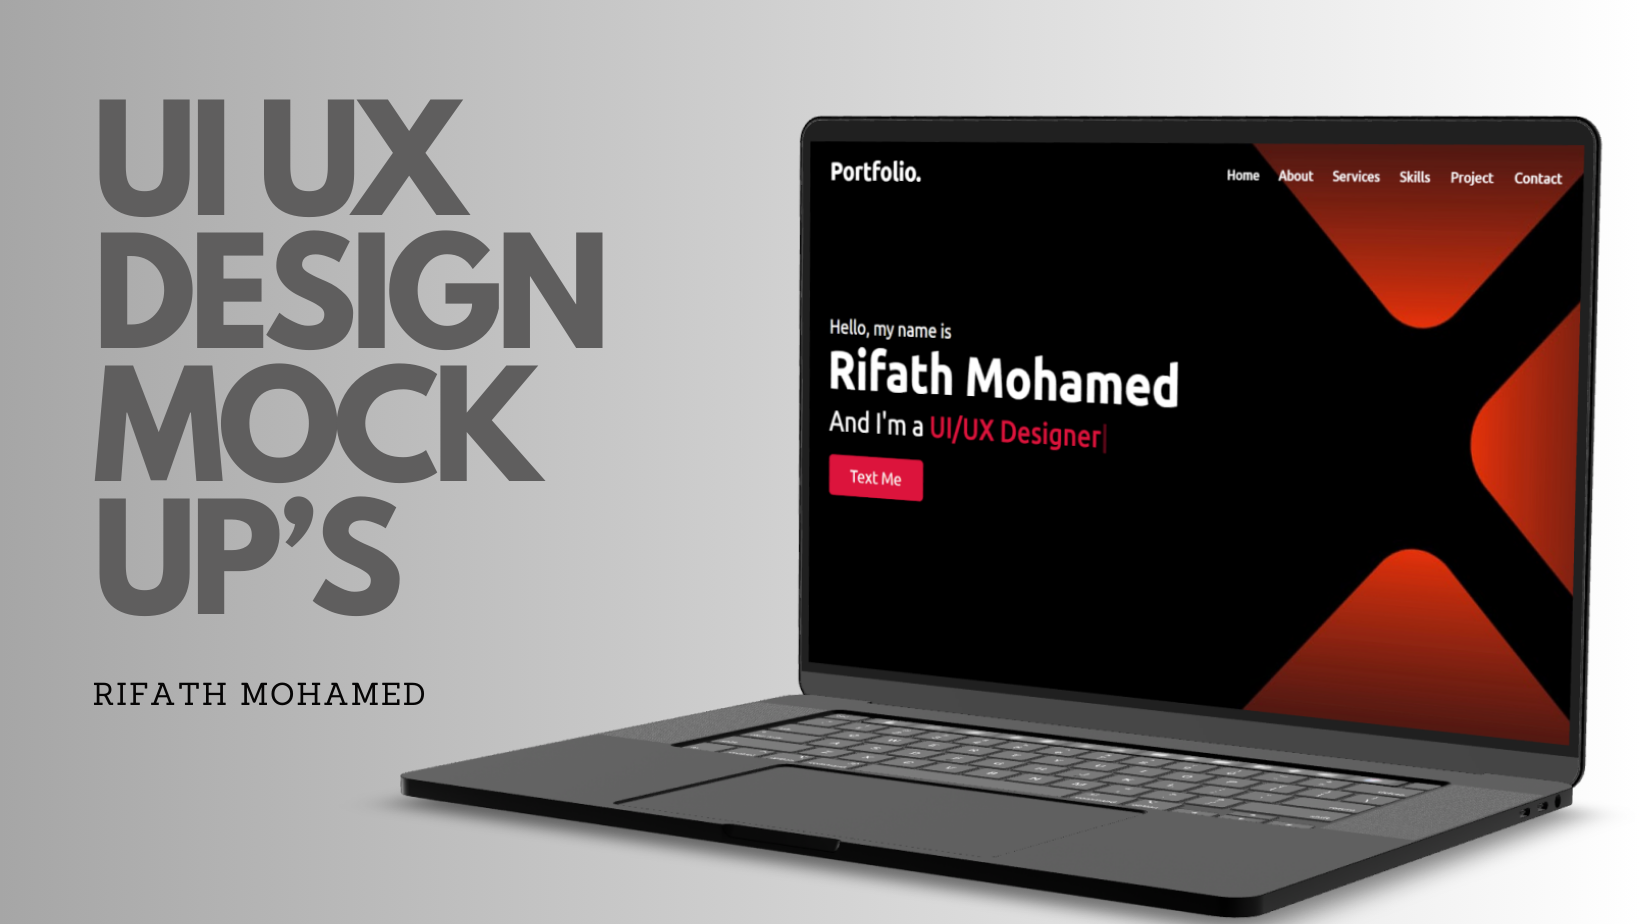 UI UX
DESIGN
MOCK
UP’S
RIFATH MOHAMED
Portfolio.
Home About Services Skills Project Contact
Hello, my name is
Rifath Mohamed
And I'm a UI/UX Designer|
Text Me